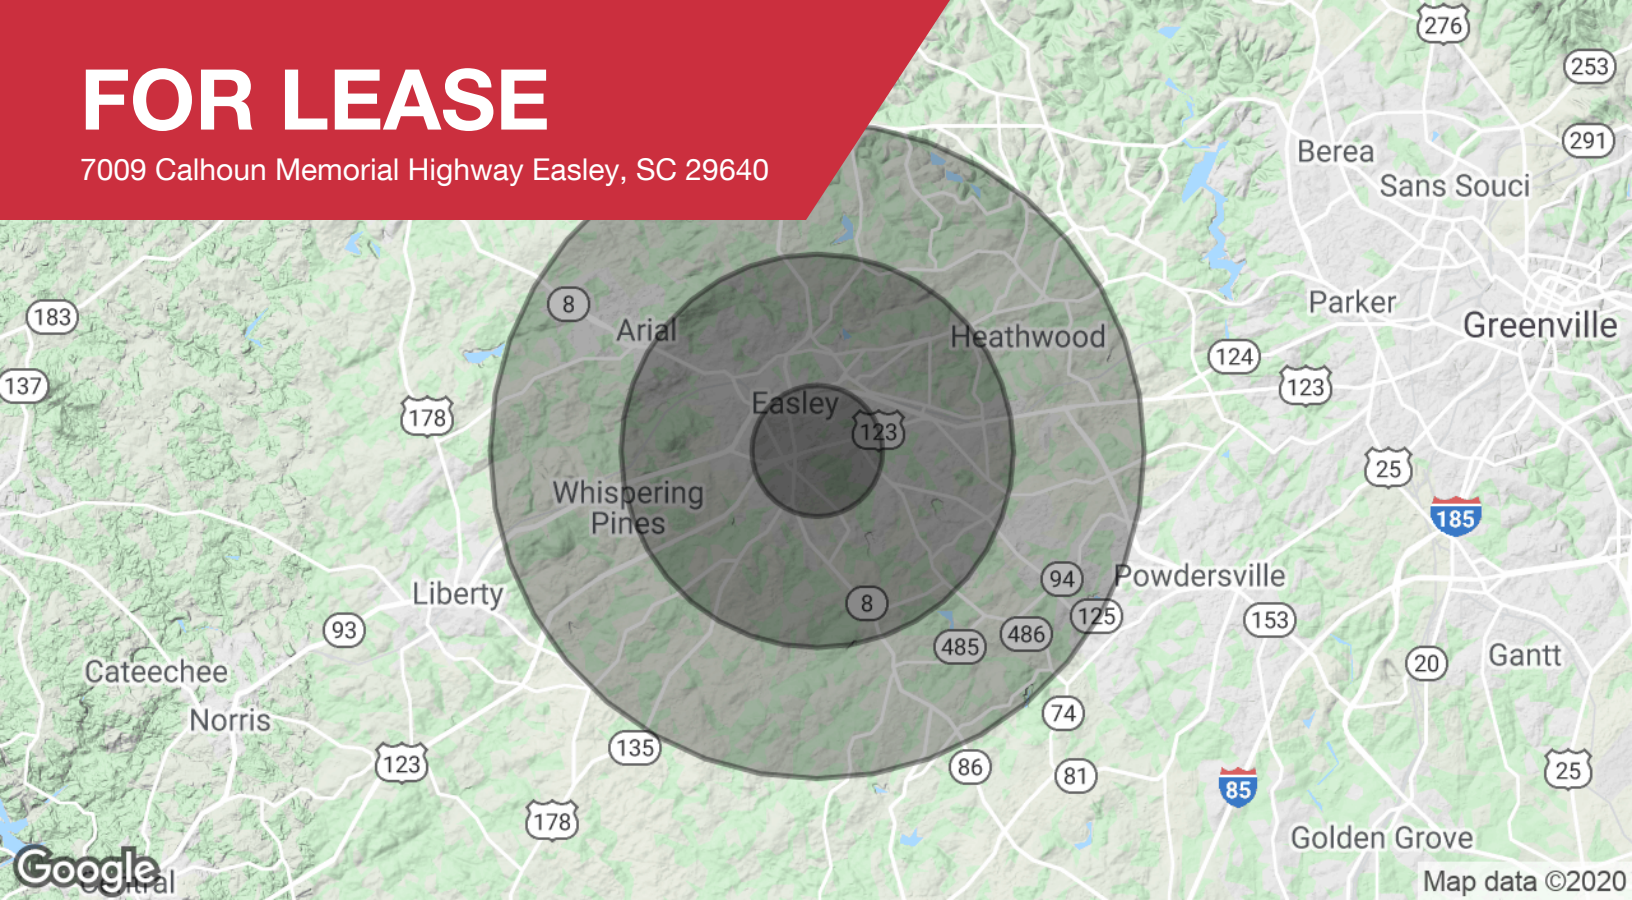 FOR LEASE
7009 Calhoun Memorial Highway Easley, SC 29640
276
253
291
Berea
Sans Souci
183
8
Arial
Heathwood
Parker
Greenville
137
178
124
123
Easley
123
25
Whispering
Pines
185
Liberty
8
94
Powdersville
93
125
153
485
486
Cateechee
Norris
20
Gantt
74
135
123
86
81
85
25
178
Golden Grove
Google
Central
Map data ©2020